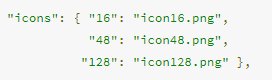 "icons": { "16": "icon16.png",
"48": "icon48.png",
"128": "icon128.png" },